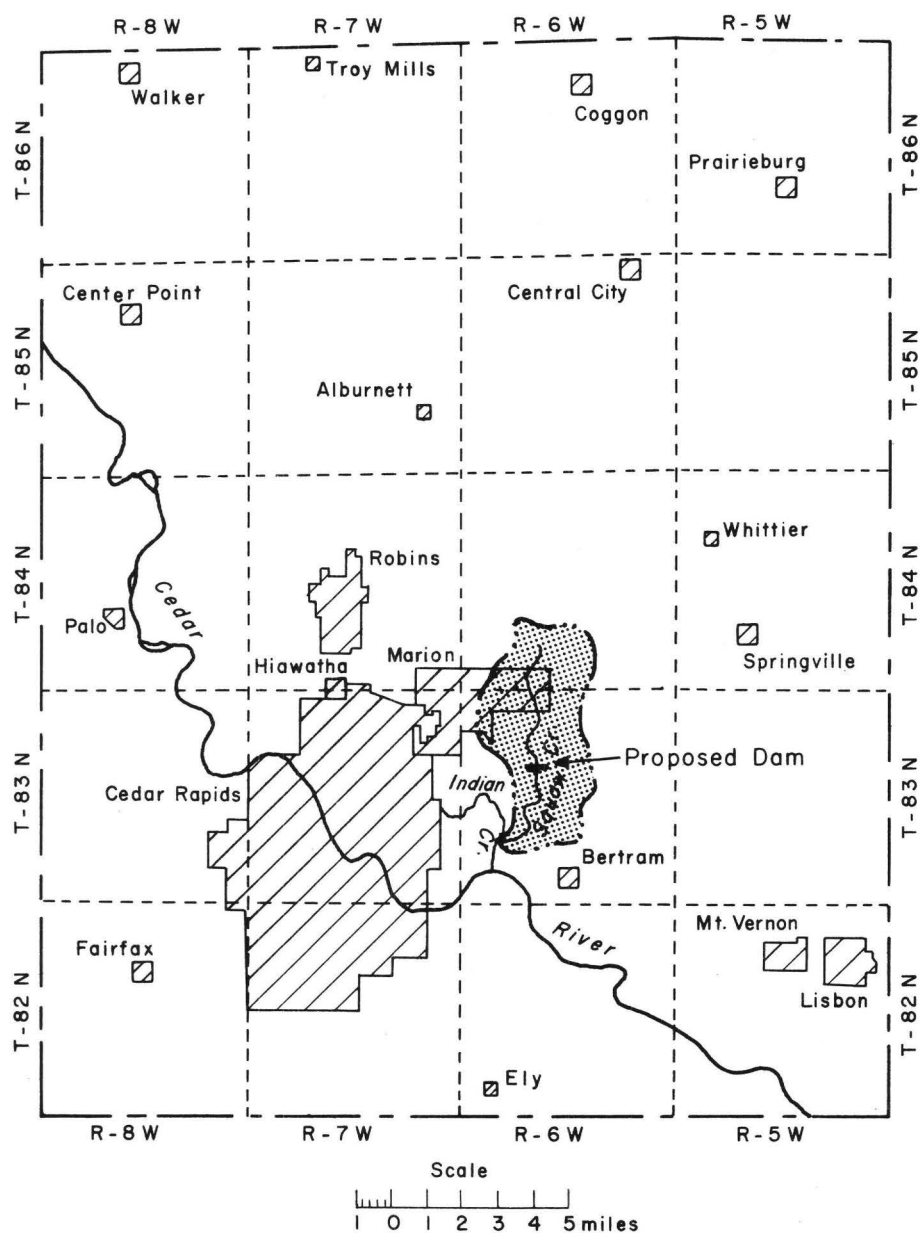 R-8 W R-7 W R-6 W R-5 W
Walker
Troy Mills
Coggon
T-86 N
T-86 N
Prairieburg
Center Point
Central City
T-85 N
T-85 N
Alburnett
Whittier
Robins
T-84 N
T-84 N
Cedar
Palo
Marion
Springville
Hiawatha
Proposed Dam
Squaw Cr
Indian
Cr.
Cedar Rapids
T-83 N
T-83 N
Bertram
Mt. Vernon
River
Fairfax
Lisbon
T-82 N
T-82 N
Ely
R-8 W R-7 W R-6 W R-5 W
Scale
1 0 1 2 3 4 5 miles